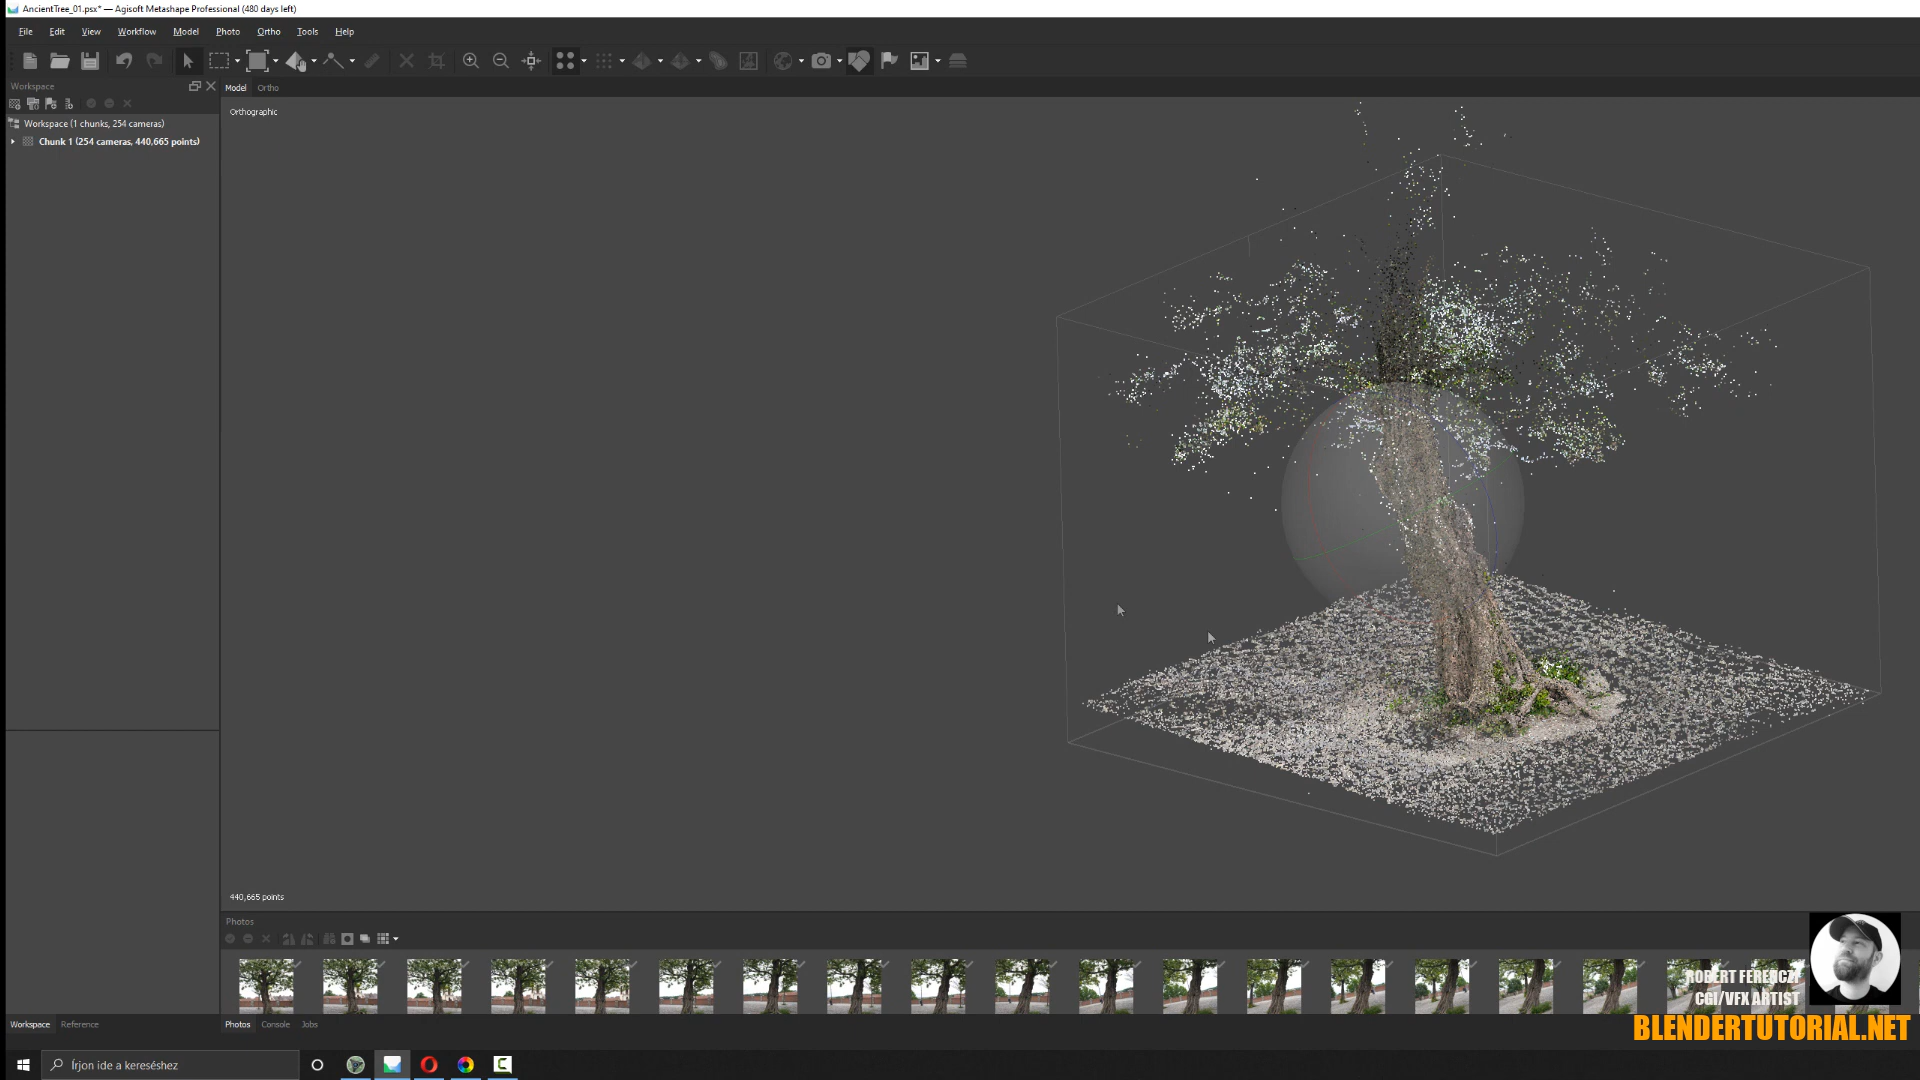 AncientTree_01.psx* — Agisoft Metashape Professional (480 days left)
File Edit View Workflow Model Photo Ortho Tools Help
Workspace
Model Ortho
Orthographic
Workspace (1 chunks, 254 cameras)
Chunk 1 (254 cameras, 440,665 points)
440,665 points
Photos
ROBERT FERENCZI
CGI/VFX ARTIST
BLENDERTUTORIAL.NET
Workspace Reference
Photos Console Jobs
Írjon ide a kereséshez